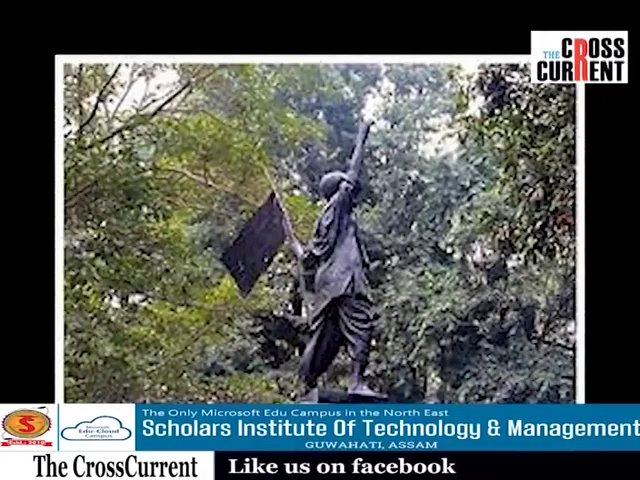 THE CROSS
CURRENT
The Only Microsoft Edu Campus in the North East
Scholars Institute Of Technology & Management
GUWAHATI, ASSAM
Microsoft
Edu-Cloud
Campus
S
The CrossCurrent
Like us on facebook